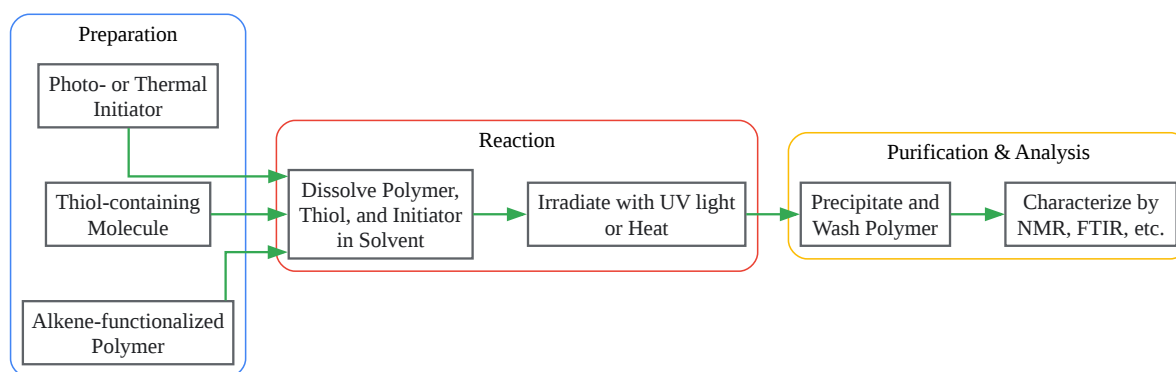 Preparation
Photo- or Thermal
Initiator
Thiol-containing
Molecule
Alkene-functionalized
Polymer
Reaction
Dissolve Polymer,
Thiol, and Initiator
in Solvent
Irradiate with UV light
or Heat
Purification & Analysis
Precipitate and
Wash Polymer
Characterize by
NMR, FTIR, etc.